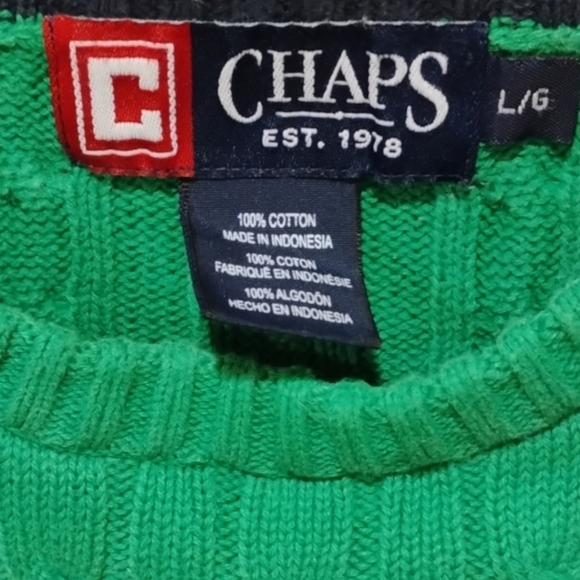 C
CHAPS
EST. 1978
L/G
100% COTTON
MADE IN INDONESIA
100% COTON
FABRIQUÉ EN INDONÉSIE
100% ALGODÓN
HECHO EN INDONESIA